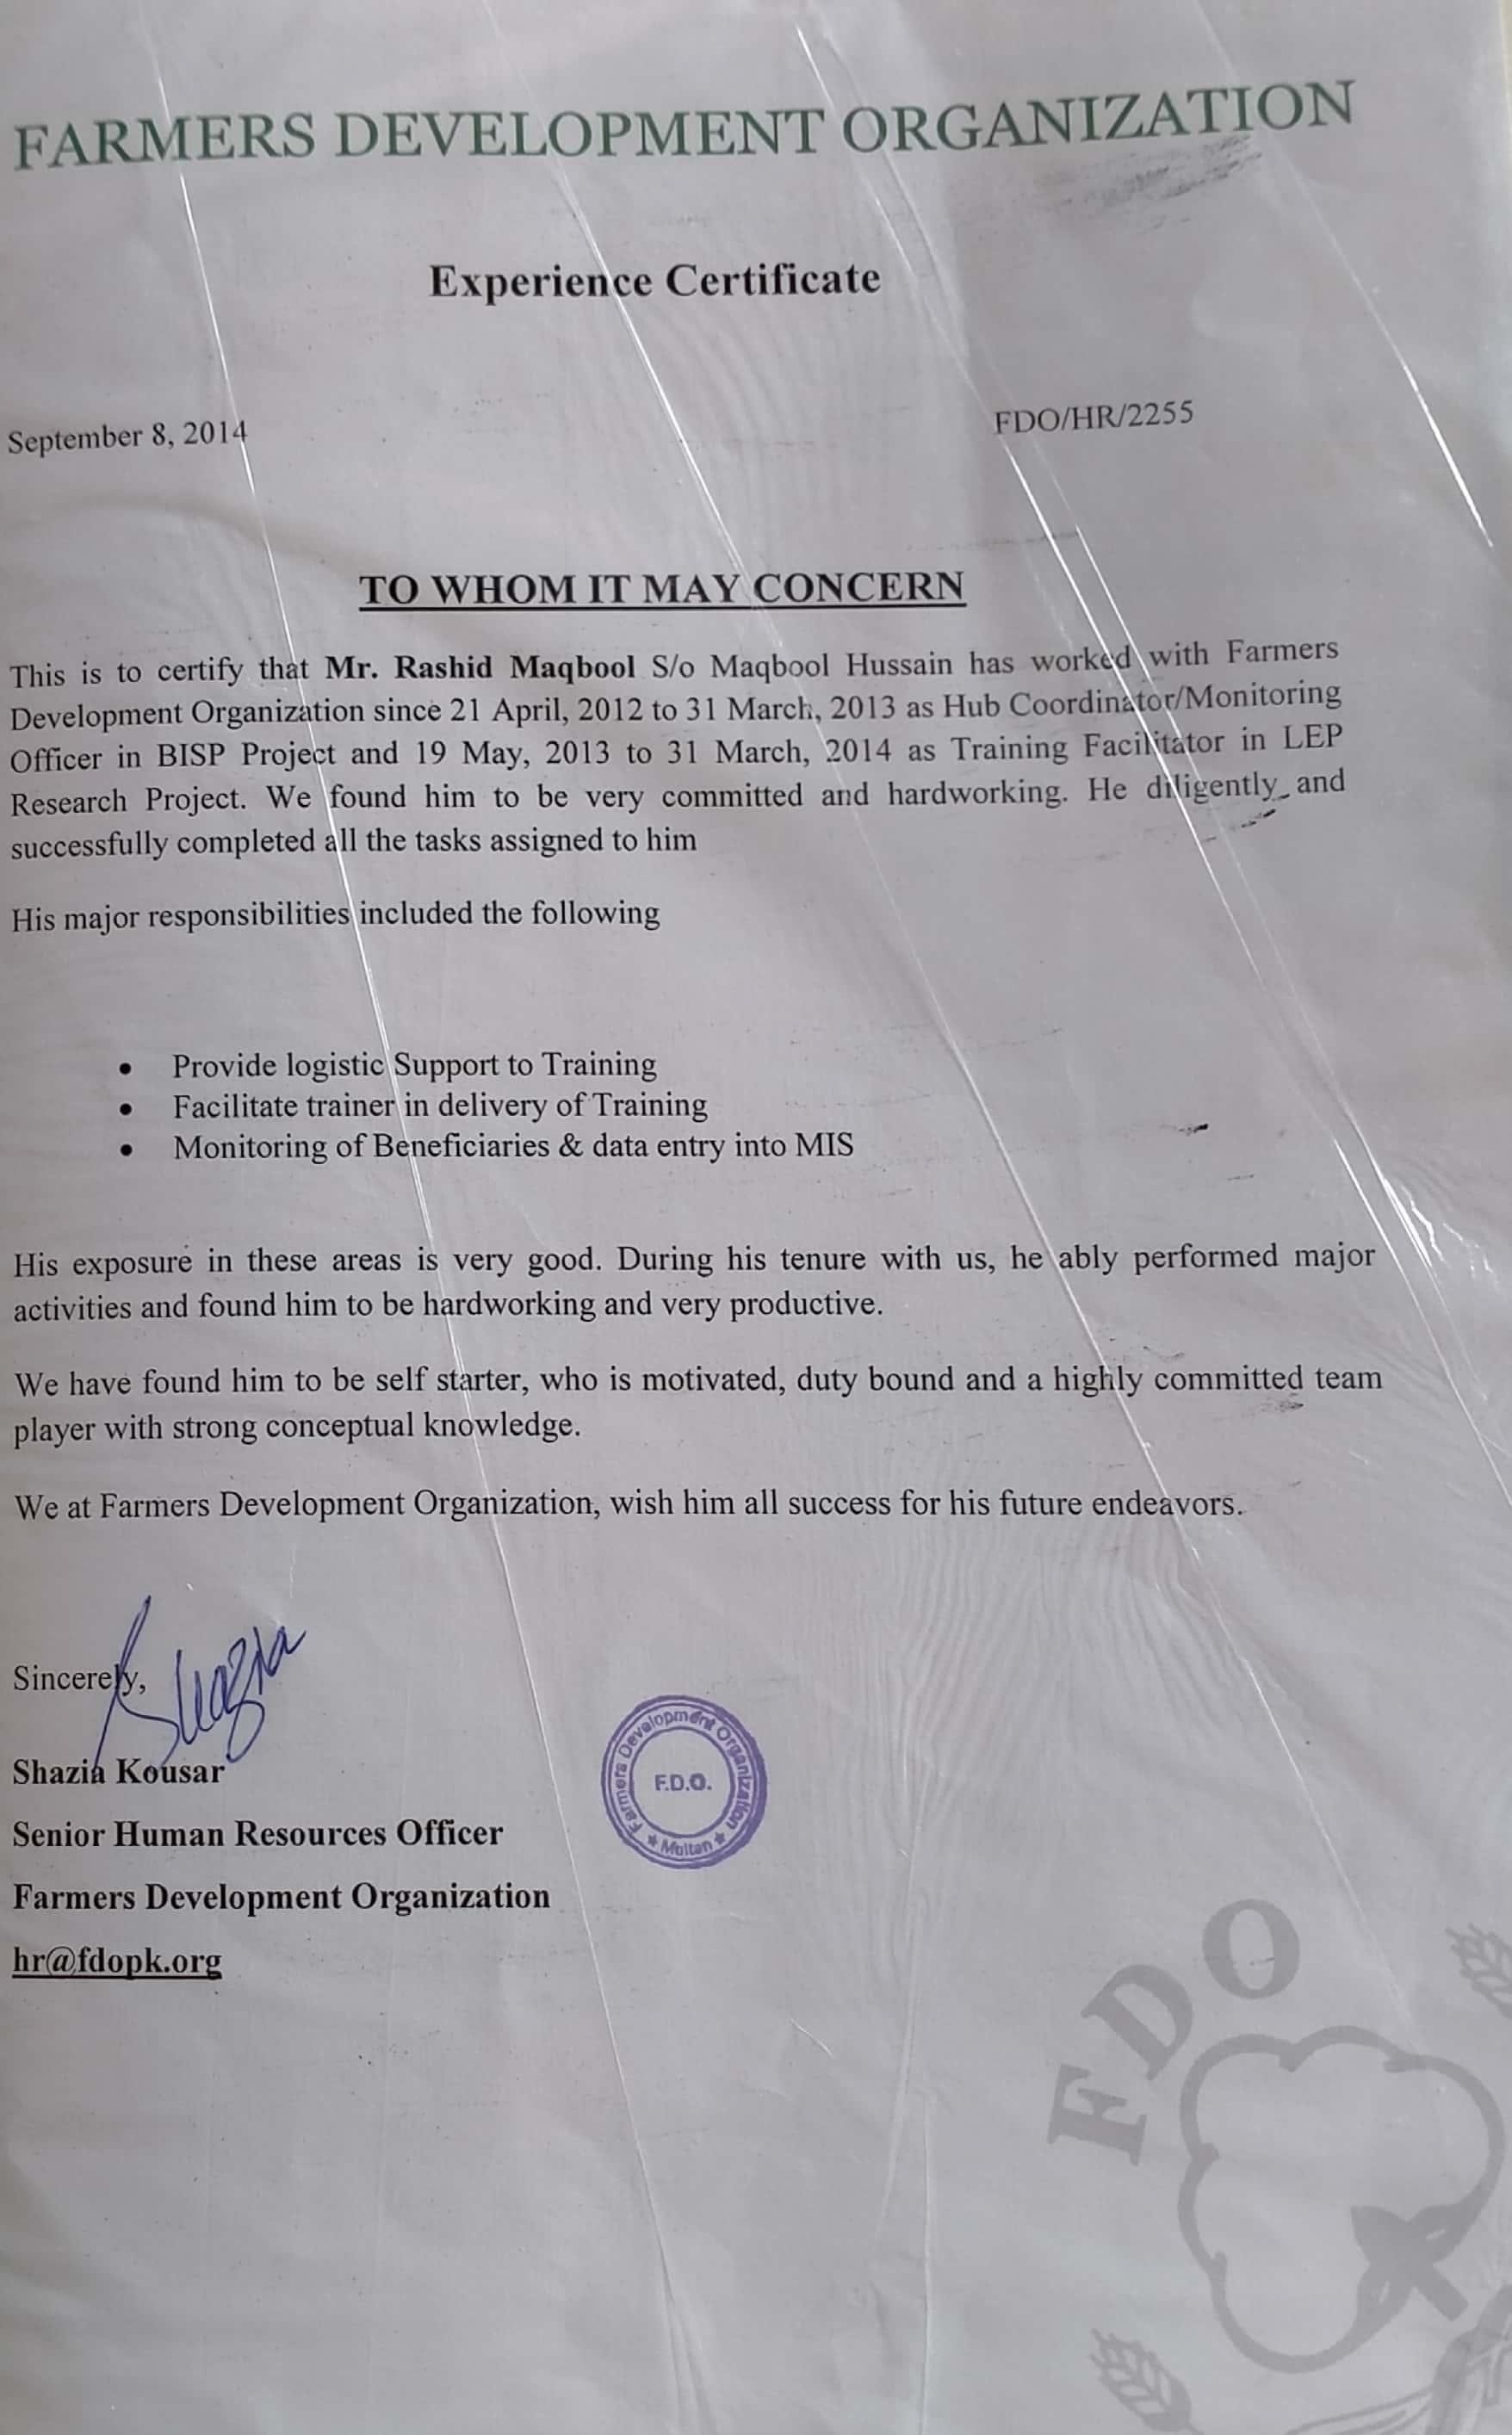 FARMERS DEVELOPMENT ORGANIZATION
Experience Certificate
September 8, 2014
FDO/HR/2255
TO WHOM IT MAY CONCERN
This is to certify that Mr. Rashid Maqbool S/o Maqbool Hussain has worked with Farmers
Development Organization since 21 April, 2012 to 31 March, 2013 as Hub Coordinator/Monitoring
Officer in BISP Project and 19 May, 2013 to 31 March, 2014 as Training Facilitator in LEP
Research Project. We found him to be very committed and hardworking. He diligently and
successfully completed all the tasks assigned to him
His major responsibilities included the following
• Provide logistic Support to Training
• Facilitate trainer in delivery of Training
• Monitoring of Beneficiaries & data entry into MIS
His exposure in these areas is very good. During his tenure with us, he ably performed major
activities and found him to be hardworking and very productive.
We have found him to be self starter, who is motivated, duty bound and a highly committed team
player with strong conceptual knowledge.
We at Farmers Development Organization, wish him all success for his future endeavors.
Sincerely,
Shazia
Shazia Kousar
Senior Human Resources Officer
Farmers Development Organization
hr@fdopk.org
Farmers Development Organization
F.D.O.
★ Multan ★
FDO